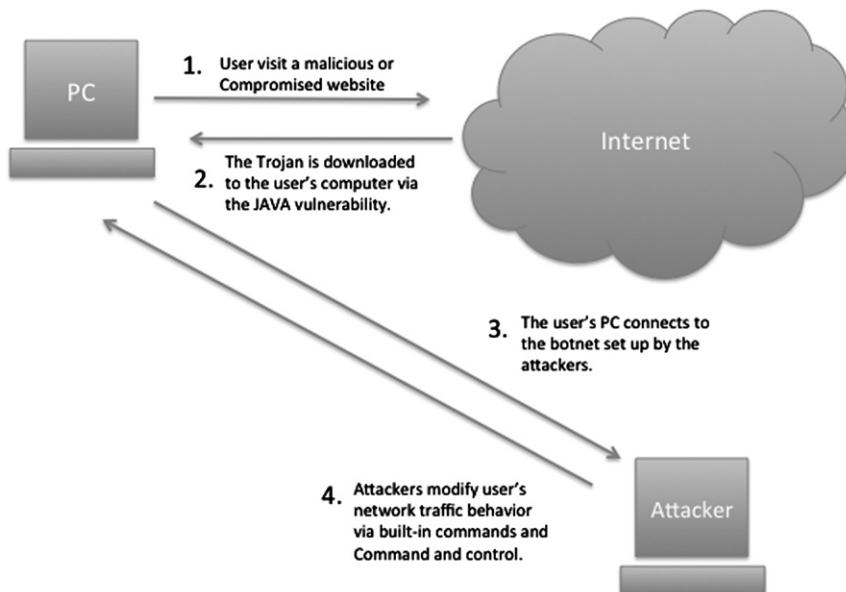 PC
1. User visit a malicious or
Compromised website
Internet
2. The Trojan is downloaded
to the user's computer via
the JAVA vulnerability.
3. The user's PC connects to
the botnet set up by the
attackers.
4. Attackers modify user's
network traffic behavior
via built-in commands and
Command and control.
Attacker